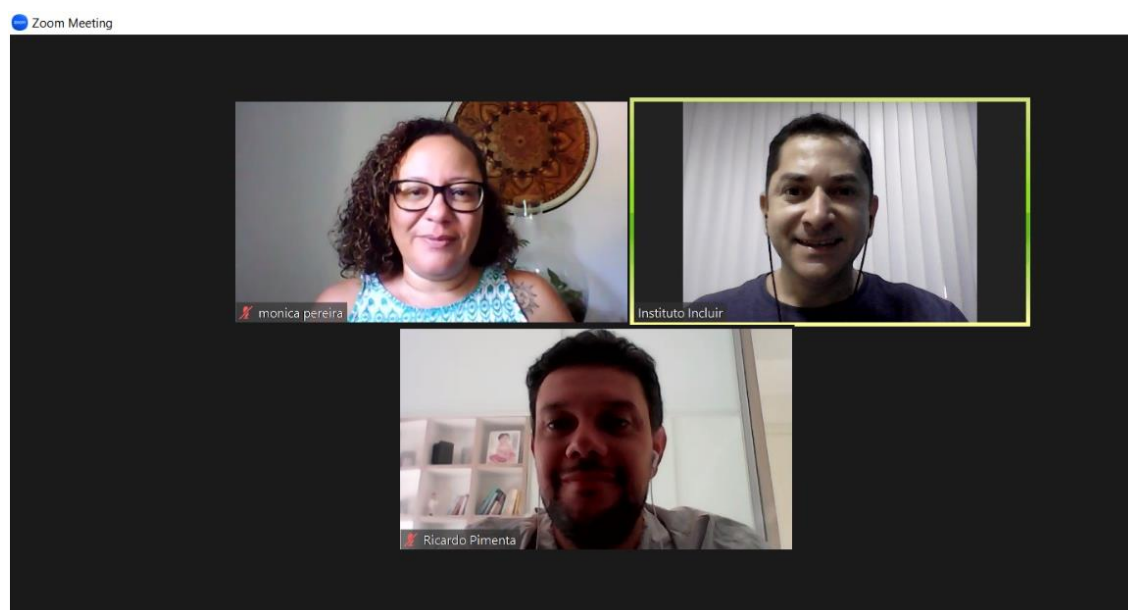 Zoom Meeting
monica pereira
Instituto Incluir
Ricardo Pimenta